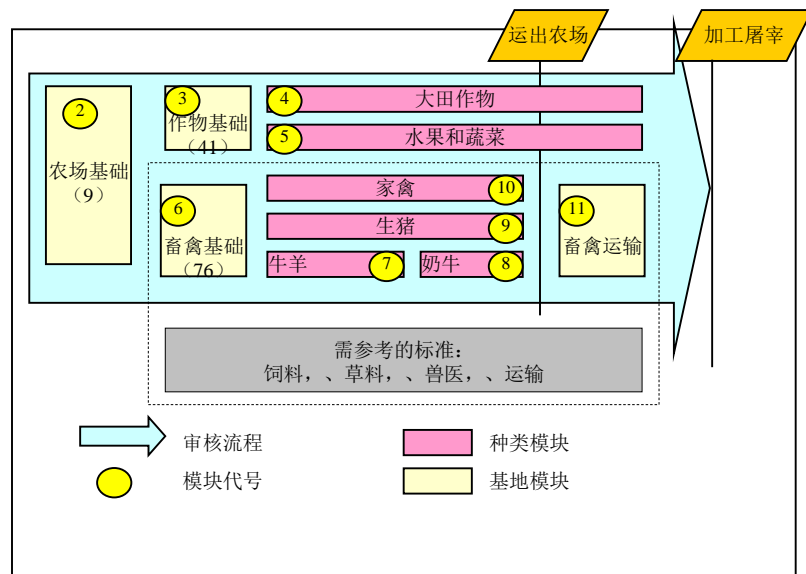 运出农场
加工屠宰
2
农场基础
（9）
3
作物基础
（41）
4
大田作物
5
水果和蔬菜
6
畜禽基础
（76）
家禽
10
生猪
9
牛羊
7
奶牛
8
11
畜禽运输
需参考的标准：
饲料，、草料，、兽医，、运输
审核流程
种类模块
模块代号
基地模块